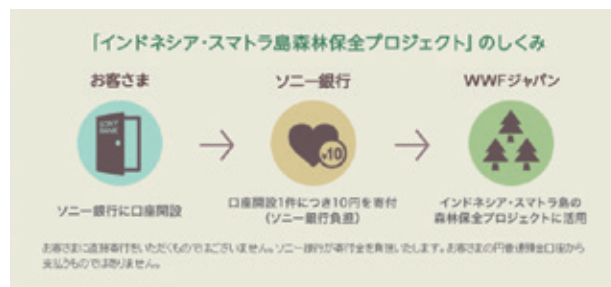 「インドネシア・スマトラ島森林保全プロジェクト」のしくみ
お客さま
ソニー銀行
WWFジャパン
SONY
BANK
¥10
ソニー銀行に口座開設
口座開設1件につき10円を寄付
(ソニー銀行負担)
インドネシア・スマトラ島の
森林保全プロジェクトに活用
お客さまに直接寄付をいただくものではございません。ソニー銀行が寄付金を負担いたします。お客さまの円普通預金口座から
支払うものではありません。